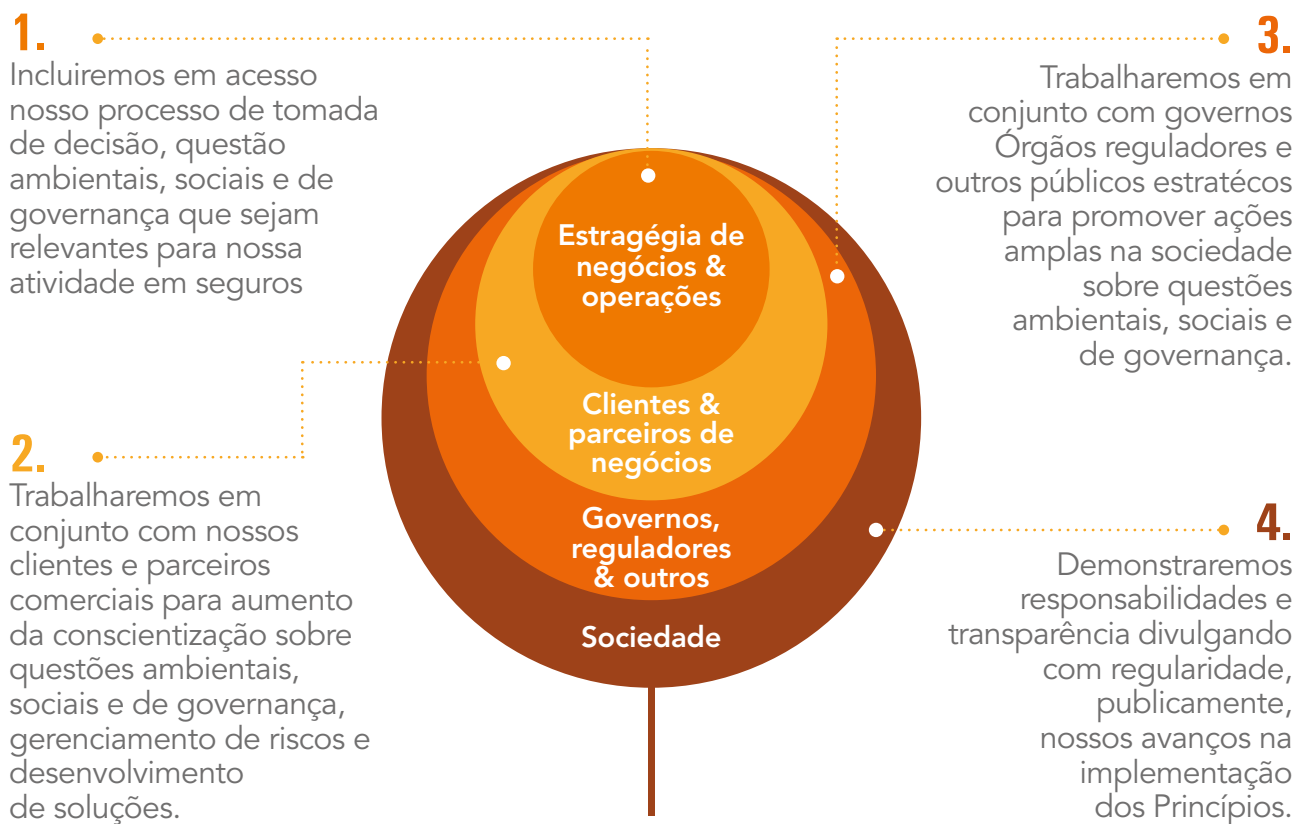 1.
Incluiremos em acesso
nosso processo de tomada
de decisão, questão
ambientais, sociais e de
governança que sejam
relevantes para nossa
atividade em seguros
2.
Trabalharemos em
conjunto com nossos
clientes e parceiros
comerciais para aumento
da conscientização sobre
questões ambientais,
sociais e de governança,
gerenciamento de riscos e
desenvolvimento
de soluções.
Estragégia de
negócios &
operações
Clientes &
parceiros de
negócios
Governos,
reguladores
& outros
Sociedade
3.
Trabalharemos em
conjunto com governos
Órgãos reguladores e
outros públicos estratécos
para promover ações
amplas na sociedade
sobre questões
ambientais, sociais e
de governança.
4.
Demonstraremos
responsabilidades e
transparência divulgando
com regularidade,
publicamente,
nossos avanços na
implementação
dos Princípios.